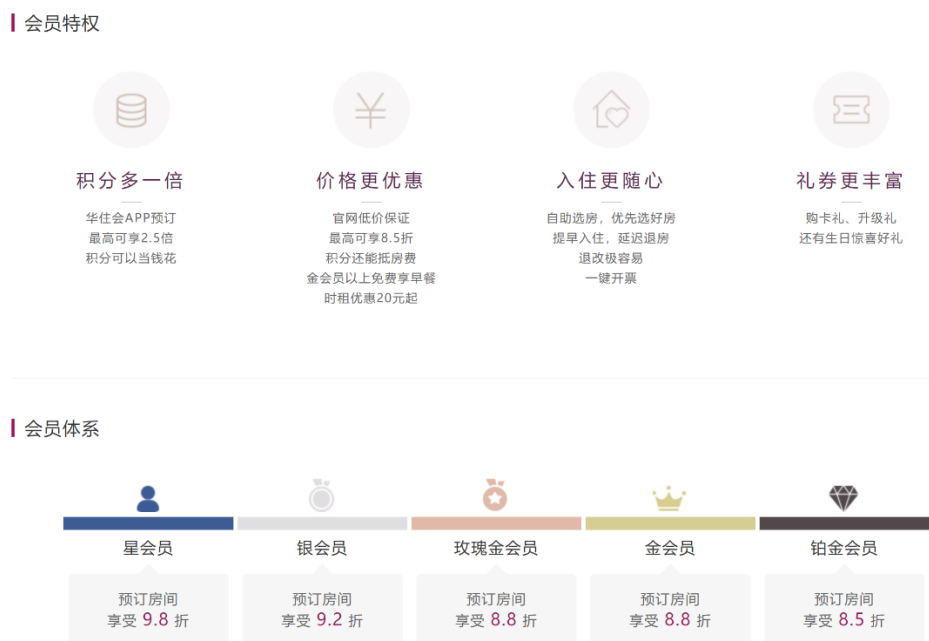 会员特权
积分多一倍
华住会APP预订
最高可享2.5倍
积分可以当钱花
价格更优惠
官网低价保证
最高可享8.5折
积分还能抵房费
金会员以上免费享早餐
时租优惠20元起
入住更随心
自助选房，优先选好房
提早入住，延迟退房
退改极容易
一键开票
礼券更丰富
购卡礼、升级礼
还有生日惊喜好礼
会员体系
星会员
预订房间
享受 9.8 折
银会员
预订房间
享受 9.2 折
玫瑰金会员
预订房间
享受 8.8 折
金会员
预订房间
享受 8.8 折
铂金会员
预订房间
享受 8.5 折